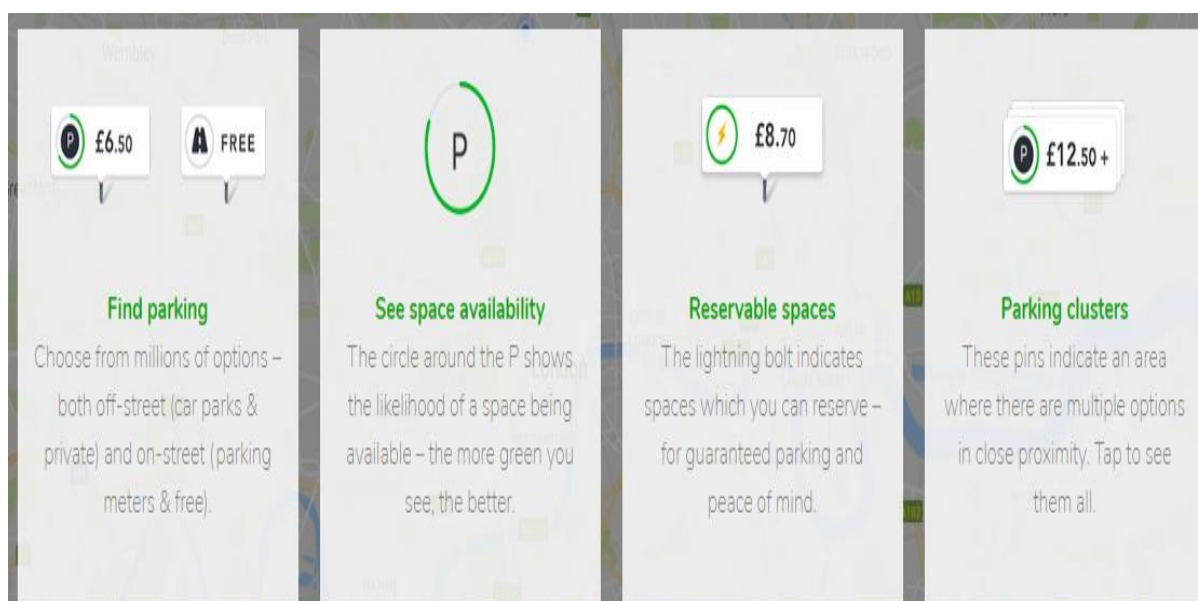 Wembley
P £6.50
FREE
Find parking
Choose from millions of options –
both off-street (car parks &
private) and on-street (parking
meters & free).
P
See space availability
The circle around the P shows
the likelihood of a space being
available – the more green you
see, the better.
London
£8.70
Reservable spaces
The lightning bolt indicates
spaces which you can reserve –
for guaranteed parking and
peace of mind.
P £12.50 +
Parking clusters
These pins indicate an area
where there are multiple options
in close proximity. Tap to see
them all.
A13
A102